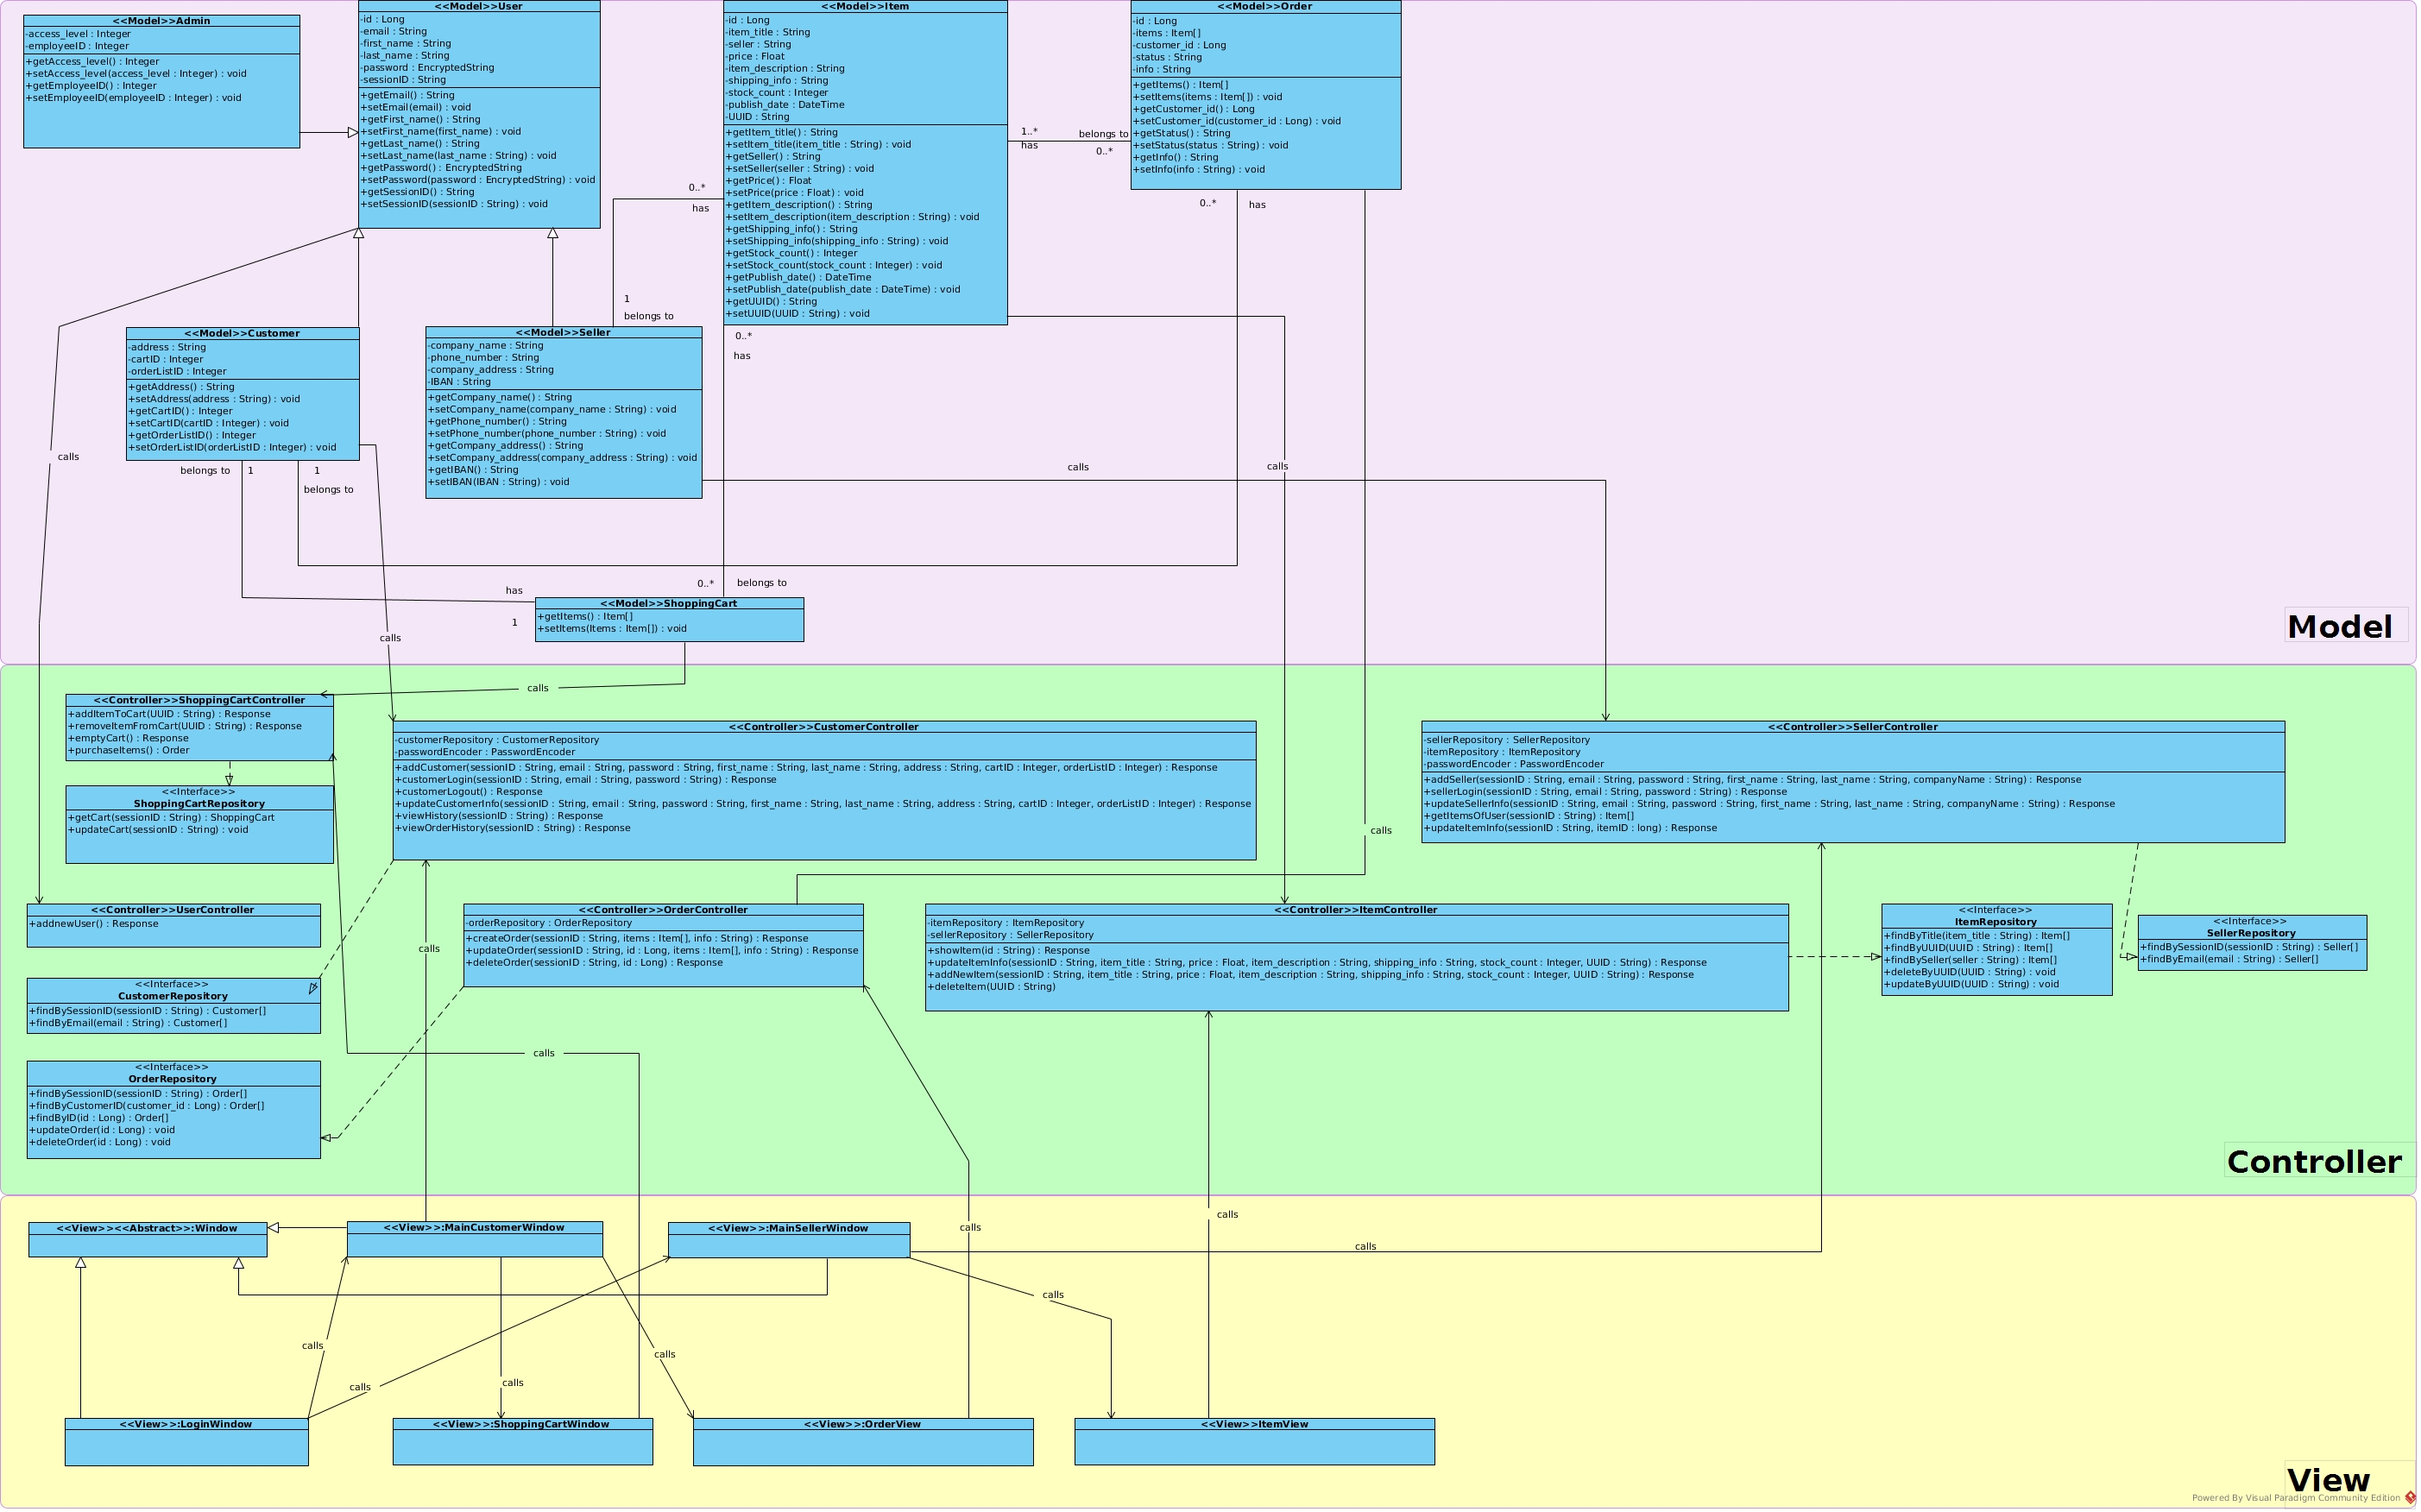 <<Model>>Admin
-access_level : Integer
-employeeID : Integer
+getAccess_level() : Integer
+setAccess_level(access_level : Integer) : void
+getEmployeeID() : Integer
+setEmployeeID(employeeID : Integer) : void
<<Model>>User
-id : Long
-email : String
-first_name : String
-last_name : String
-password : EncryptedString
-sessionID : String
+getEmail() : String
+setEmail(email) : void
+getFirst_name() : String
+setFirst_name(first_name) : void
+getLast_name() : String
+setLast_name(last_name : String) : void
+getPassword() : EncryptedString
+setPassword(password : EncryptedString) : void
+getSessionID() : String
+setSessionID(sessionID : String) : void
<<Model>>Item
-id : Long
-item_title : String
-seller : String
-price : Float
-item_description : String
-shipping_info : String
-stock_count : Integer
-publish_date : DateTime
-UUID : String
+getItem_title() : String
+setItem_title(item_title : String) : void
+getSeller() : String
+setSeller(seller : String) : void
+getPrice() : Float
+setPrice(price : Float) : void
+getItem_description() : String
+setItem_description(item_description : String) : void
+getShipping_info() : String
+setShipping_info(shipping_info : String) : void
+getStock_count() : Integer
+setStock_count(stock_count : Integer) : void
+getPublish_date() : DateTime
+setPublish_date(publish_date : DateTime) : void
+getUUID() : String
+setUUID(UUID : String) : void
<<Model>>Order
-id : Long
-items : Item[]
-customer_id : Long
-status : String
-info : String
+getItems() : Item[]
+setItems(items : Item[]) : void
+getCustomer_id() : Long
+setCustomer_id(customer_id : Long) : void
+getStatus() : String
+setStatus(status : String) : void
+getInfo() : String
+setInfo(info : String) : void
1..*
has
belongs to
0..*
0..*
has
0..*
has
1
belongs to
0..*
has
<<Model>>Customer
-address : String
-cartID : Integer
-orderListID : Integer
+getAddress() : String
+setAddress(address : String) : void
+getCartID() : Integer
+setCartID(cartID : Integer) : void
+getOrderListID() : Integer
+setOrderListID(orderListID : Integer) : void
<<Model>>Seller
-company_name : String
-phone_number : String
-company_address : String
-IBAN : String
+getCompany_name() : String
+setCompany_name(company_name : String) : void
+getPhone_number() : String
+setPhone_number(phone_number : String) : void
+getCompany_address() : String
+setCompany_address(company_address : String) : void
+getIBAN() : String
+setIBAN(IBAN : String) : void
calls
calls
calls
belongs to
1
1
belongs to
has
1
0..*
belongs to
calls
<<Model>>ShoppingCart
+getItems() : Item[]
+setItems(Items : Item[]) : void
Model
calls
<<Controller>>ShoppingCartController
+addItemToCart(UUID : String) : Response
+removeItemFromCart(UUID : String) : Response
+emptyCart() : Response
+purchaseItems() : Order
<<Interface>>
ShoppingCartRepository
+getCart(sessionID : String) : ShoppingCart
+updateCart(sessionID : String) : void
<<Controller>>CustomerController
-customerRepository : CustomerRepository
-passwordEncoder : PasswordEncoder
+addCustomer(sessionID : String, email : String, password : String, first_name : String, last_name : String, address : String, cartID : Integer, orderListID : Integer) : Response
+customerLogin(sessionID : String, email : String, password : String) : Response
+customerLogout() : Response
+updateCustomerInfo(sessionID : String, email : String, password : String, first_name : String, last_name : String, address : String, cartID : Integer, orderListID : Integer) : Response
+viewHistory(sessionID : String) : Response
+viewOrderHistory(sessionID : String) : Response
<<Controller>>SellerController
-sellerRepository : SellerRepository
-itemRepository : ItemRepository
-passwordEncoder : PasswordEncoder
+addSeller(sessionID : String, email : String, password : String, first_name : String, last_name : String, companyName : String) : Response
+sellerLogin(sessionID : String, email : String, password : String) : Response
+updateSellerInfo(sessionID : String, email : String, password : String, first_name : String, last_name : String, companyName : String) : Response
+getItemsOfUser(sessionID : String) : Item[]
+updateItemInfo(sessionID : String, itemID : long) : Response
calls
<<Controller>>UserController
+addnewUser() : Response
calls
<<Controller>>OrderController
-orderRepository : OrderRepository
+createOrder(sessionID : String, items : Item[], info : String) : Response
+updateOrder(sessionID : String, id : Long, items : Item[], info : String) : Response
+deleteOrder(sessionID : String, id : Long) : Response
<<Controller>>ItemController
-itemRepository : ItemRepository
-sellerRepository : SellerRepository
+showItem(id : String) : Response
+updateItemInfo(sessionID : String, item_title : String, price : Float, item_description : String, shipping_info : String, stock_count : Integer, UUID : String) : Response
+addNewItem(sessionID : String, item_title : String, price : Float, item_description : String, shipping_info : String, stock_count : Integer, UUID : String) : Response
+deleteItem(UUID : String)
<<Interface>>
ItemRepository
+findByTitle(item_title : String) : Item[]
+findByUUID(UUID : String) : Item[]
+findBySeller(seller : String) : Item[]
+deleteByUUID(UUID : String) : void
+updateByUUID(UUID : String) : void
<<Interface>>
SellerRepository
+findBySessionID(sessionID : String) : Seller[]
+findByEmail(email : String) : Seller[]
<<Interface>>
CustomerRepository
+findBySessionID(sessionID : String) : Customer[]
+findByEmail(email : String) : Customer[]
calls
<<Interface>>
OrderRepository
+findBySessionID(sessionID : String) : Order[]
+findByCustomerID(customer_id : Long) : Order[]
+findByID(id : Long) : Order[]
+updateOrder(id : Long) : void
+deleteOrder(id : Long) : void
Controller
<<View>><<Abstract>>:Window
<<View>>:MainCustomerWindow
<<View>>:MainSellerWindow
calls
calls
calls
calls
calls
calls
calls
calls
<<View>>:LoginWindow
<<View>>:ShoppingCartWindow
<<View>>:OrderView
<<View>>ItemView
View
Powered By Visual Paradigm Community Edition